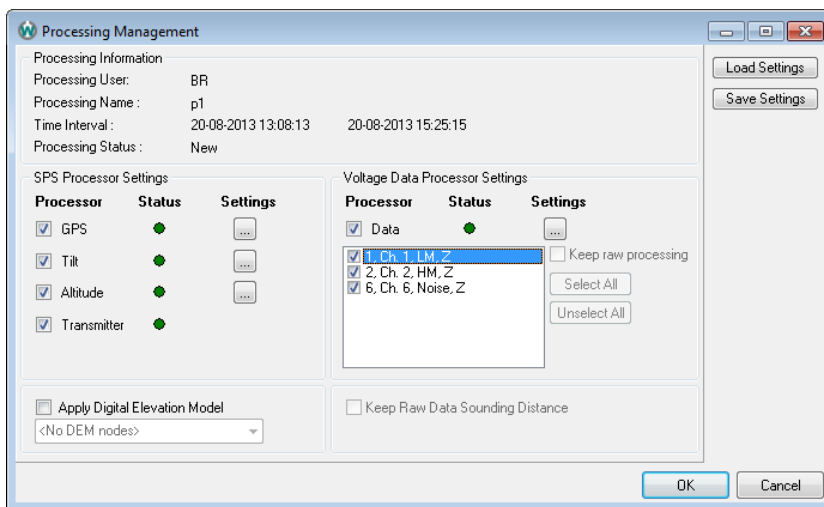 Processing Management
Processing Information
Processing User: BR
Processing Name : p1
Time Interval : 20-08-2013 13:08:13 20-08-2013 15:25:15
Processing Status : New
Load Settings
Save Settings
SPS Processor Settings
Processor Status Settings
GPS ...
Tilt ...
Altitude ...
Transmitter
Voltage Data Processor Settings
Processor Status Settings
Data ...
1, Ch. 1, LM, Z
2, Ch. 2, HM, Z
6, Ch. 6, Noise, Z
Keep raw processing
Select All
Unselect All
Apply Digital Elevation Model
<No DEM nodes>
Keep Raw Data Sounding Distance
OK Cancel